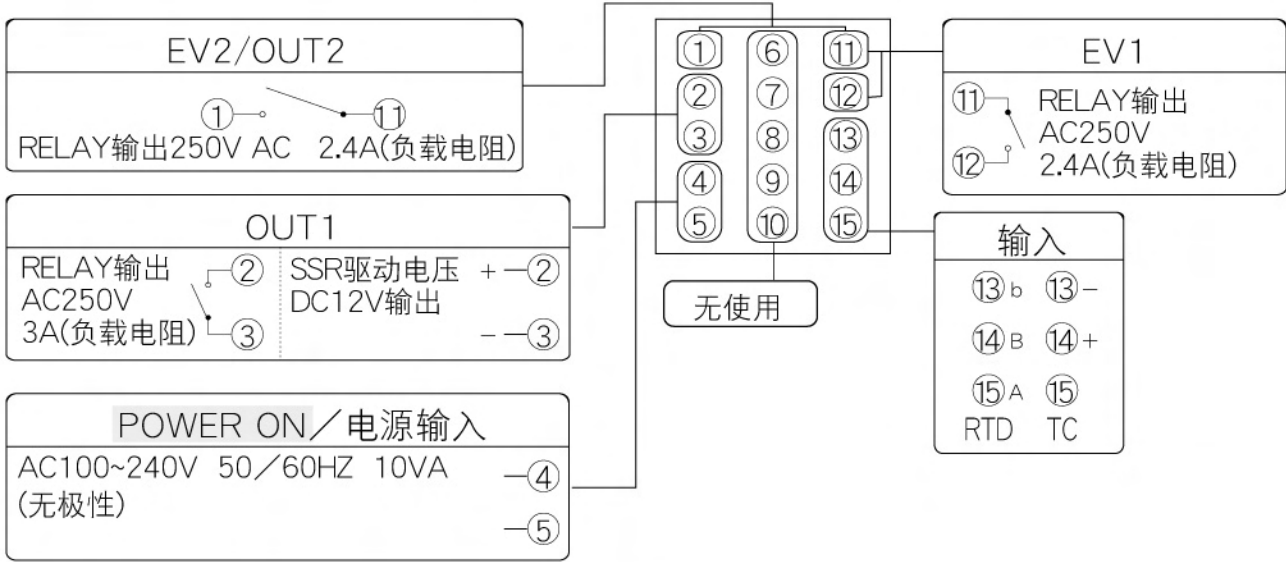 EV2/OUT2
① ⑪
RELAY输出250V AC 2.4A(负载电阻)
OUT1
RELAY输出
AC250V
3A(负载电阻)
②
③
SSR驱动电压
DC12V输出
+ ②
- ③
POWER ON/电源输入
AC100~240V 50/60HZ 10VA
(无极性)
④
⑤
① ⑥ ⑪
② ⑦ ⑫
③ ⑧ ⑬
④ ⑨ ⑭
⑤ ⑩ ⑮
无使用
EV1
⑪
⑫
RELAY输出
AC250V
2.4A(负载电阻)
输入
⑬b ⑬-
⑭B ⑭+
⑮A ⑮
RTD TC